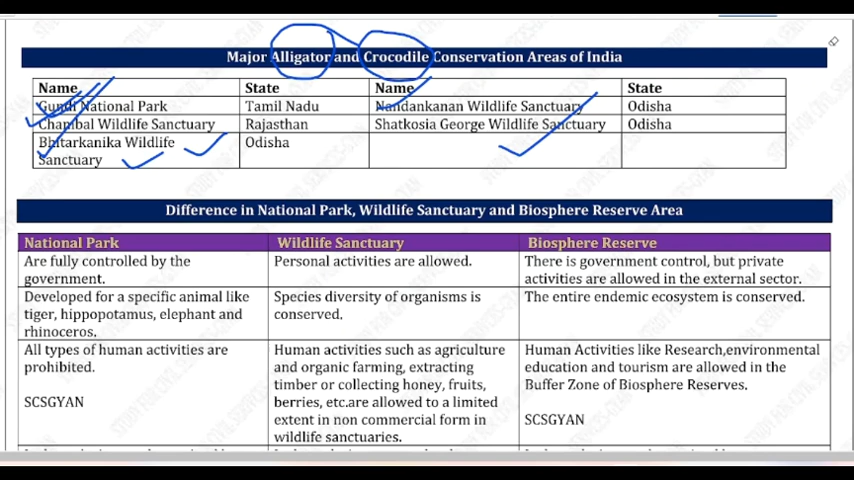 Major Alligator and Crocodile Conservation Areas of India
Name State Name State
Gundi National Park Tamil Nadu Nandankanan Wildlife Sanctuary Odisha
Chambal Wildlife Sanctuary Rajasthan Shatkosia George Wildlife Sanctuary Odisha
Bhitarkanika Wildlife Odisha
Sanctuary
Difference in National Park, Wildlife Sanctuary and Biosphere Reserve Area
National Park Wildlife Sanctuary Biosphere Reserve
Are fully controlled by the Personal activities are allowed. There is government control, but private
government. activities are allowed in the external sector.
Developed for a specific animal like Species diversity of organisms is The entire endemic ecosystem is conserved.
tiger, hippopotamus, elephant and conserved.
rhinoceros.
All types of human activities are Human activities such as agriculture Human Activities like Research,environmental
prohibited. and organic farming, extracting education and tourism are allowed in the
timber or collecting honey, fruits, Buffer Zone of Biosphere Reserves.
SCSGYAN berries, etc.are allowed to a limited
extent in non commercial form in SCSGYAN
wildlife sanctuaries.